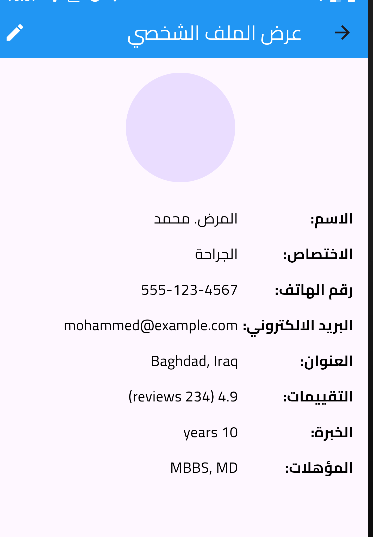 عرض الملف الشخصي
الاسم: المرض. محمد
الاختصاص: الجراحة
رقم الهاتف: 555-123-4567
البريد الالكتروني: mohammed@example.com
العنوان: Baghdad, Iraq
التقييمات: 4.9 (234 reviews)
الخبرة: 10 years
المؤهلات: MBBS, MD